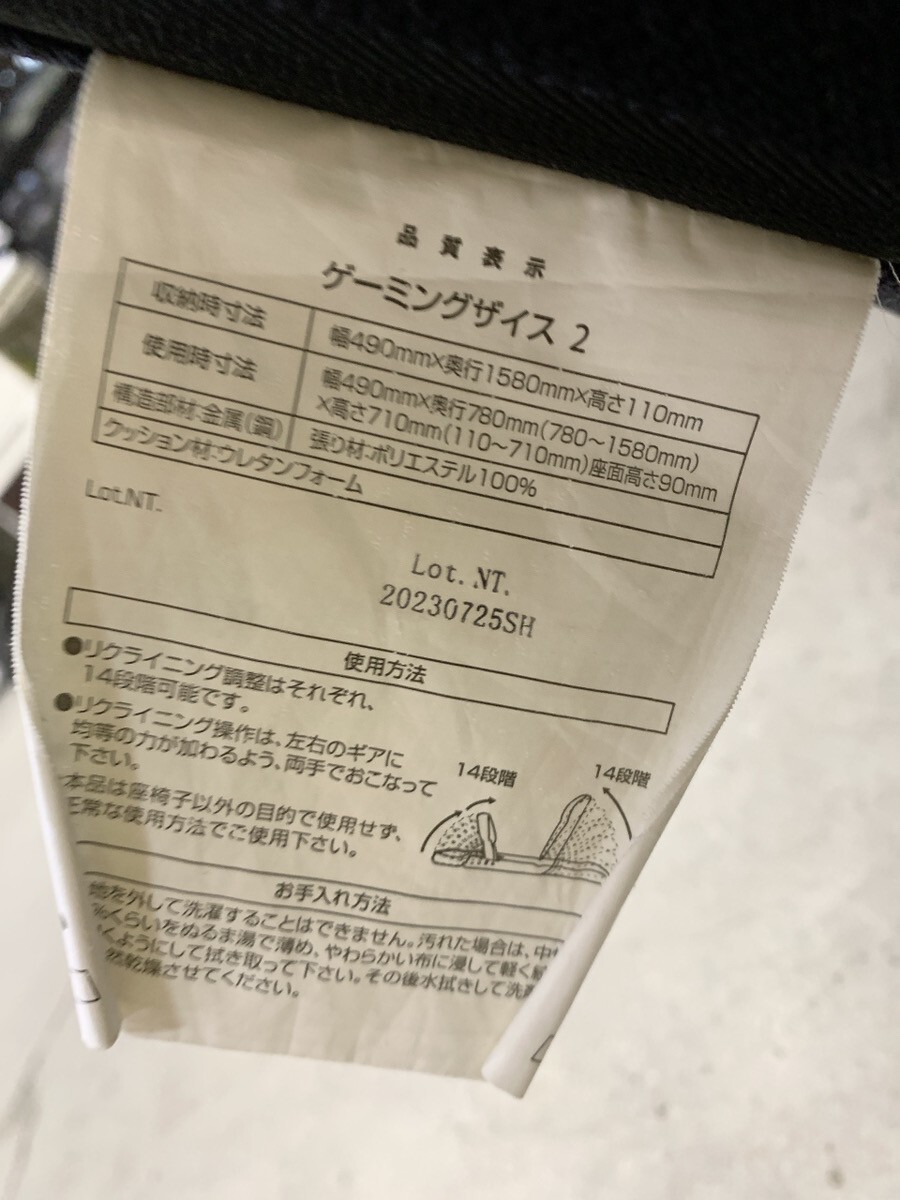 品質表示
ゲーミングザイス 2
収納時寸法 幅490mm×奥行1580mm×高さ110mm
使用時寸法 幅490mm×奥行780mm(780～1580mm)
×高さ710mm(110～710mm)座面高さ90mm
構造部材:金属(鋼) 張り材:ポリエステル100%
クッション材:ウレタンフォーム
Lot.NT.
Lot. NT.
20230725SH
使用方法
●リクライニング調整はそれぞれ、
14段階可能です。
●リクライニング操作は、左右のギアに
均等の力が加わるよう、両手でおこなって
下さい。
14段階
14段階
本品は座椅子以外の目的で使用せず、
正常な使用方法でご使用下さい。
お手入れ方法
地を外して洗濯することはできません。汚れた場合は、中
%くらいをぬるま湯で薄め、やわらかい布に浸して軽く
くようにして拭き取って下さい。その後水拭きして洗
然乾燥させてください。